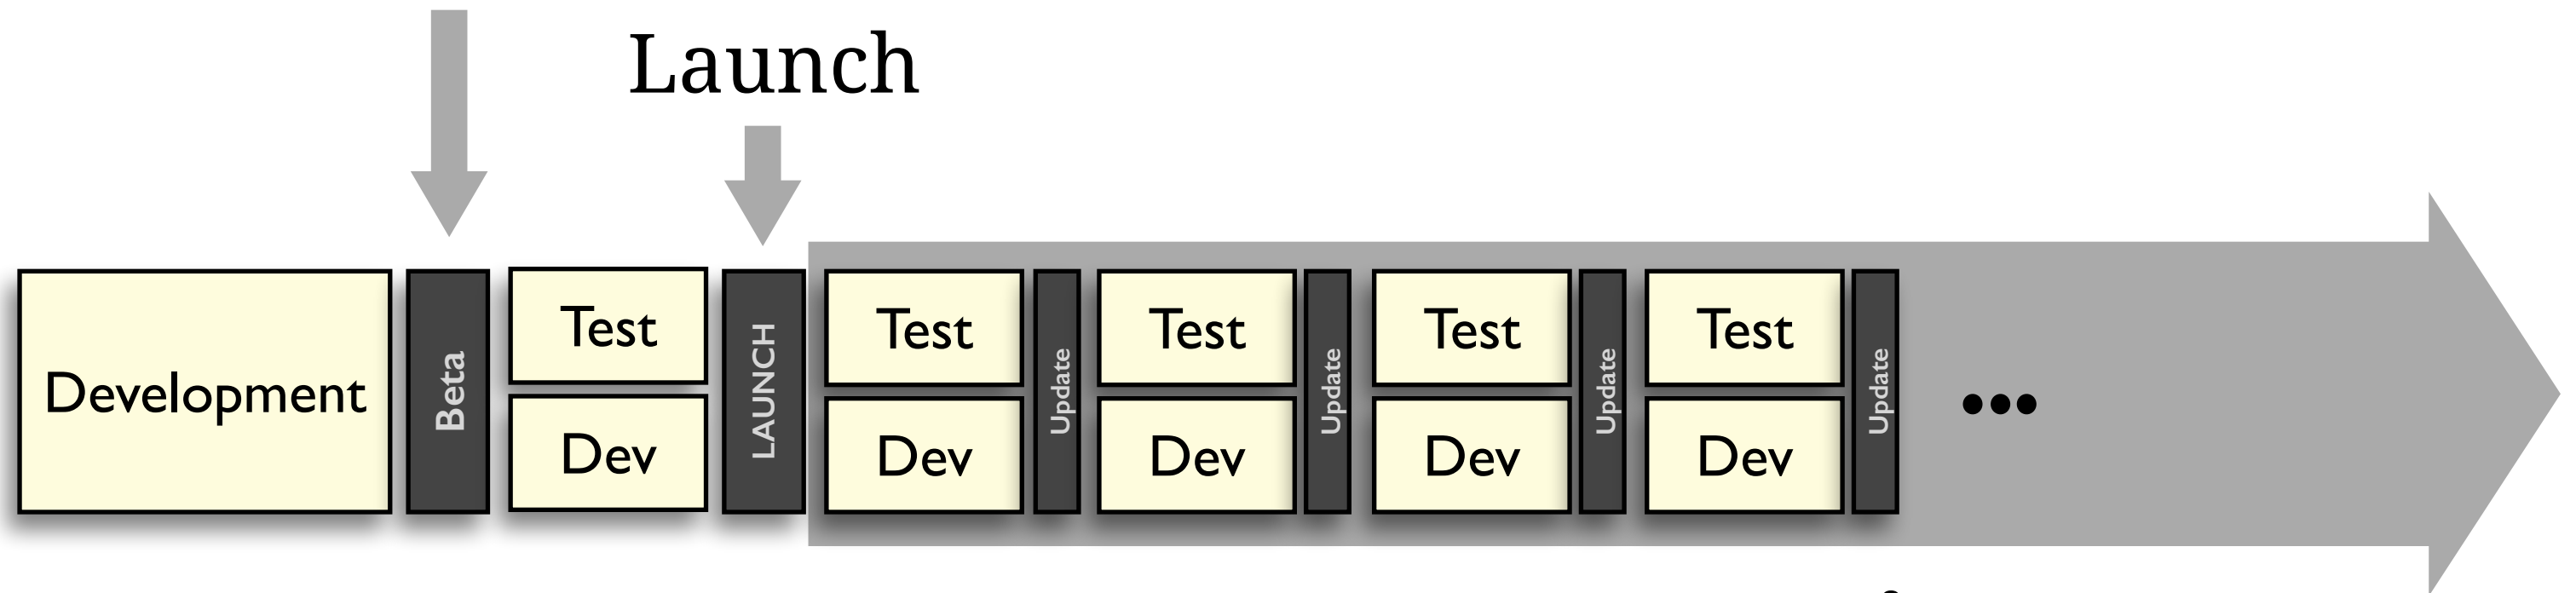 Launch
Development
Beta
Test
Dev
LAUNCH
Test
Dev
Update
Test
Dev
Update
Test
Dev
Update
Test
Dev
Update
...